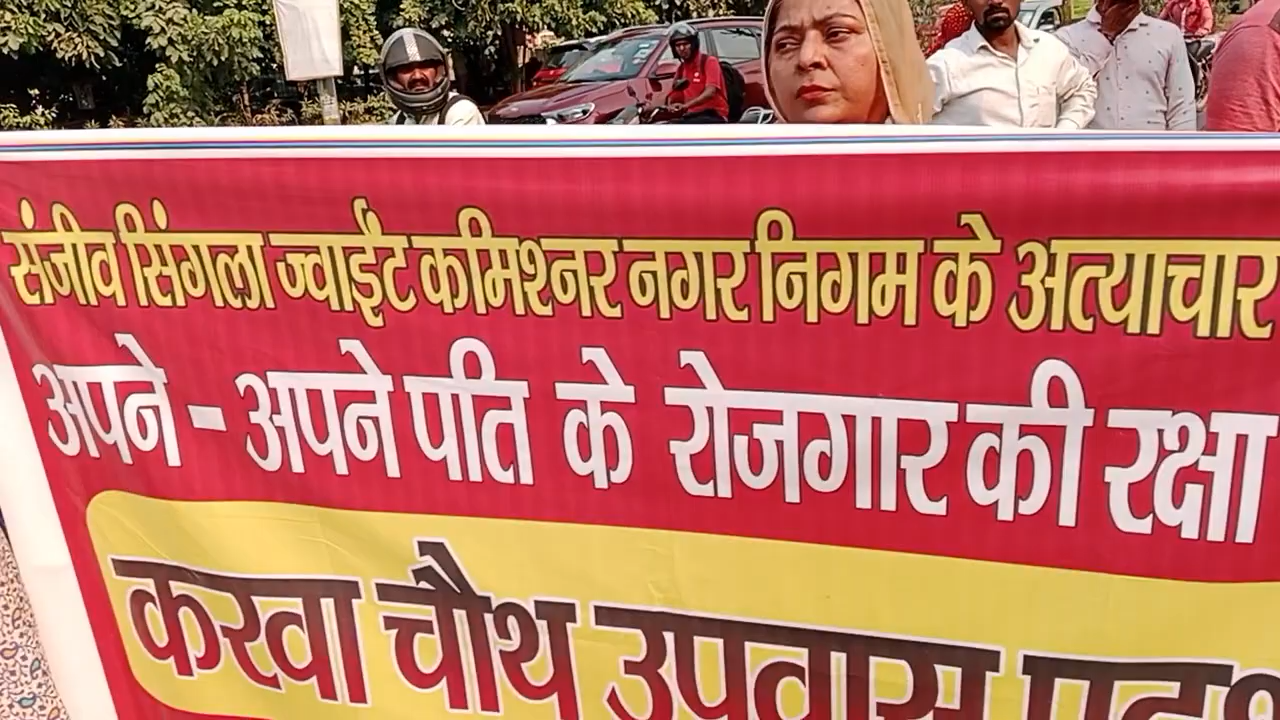 संजीव सिंगला ज्वाईंट कमिश्नर नगर निगम के अत्याचार
अपने - अपने पति के रोजगार की रक्षा
करवा चौथ उपवास